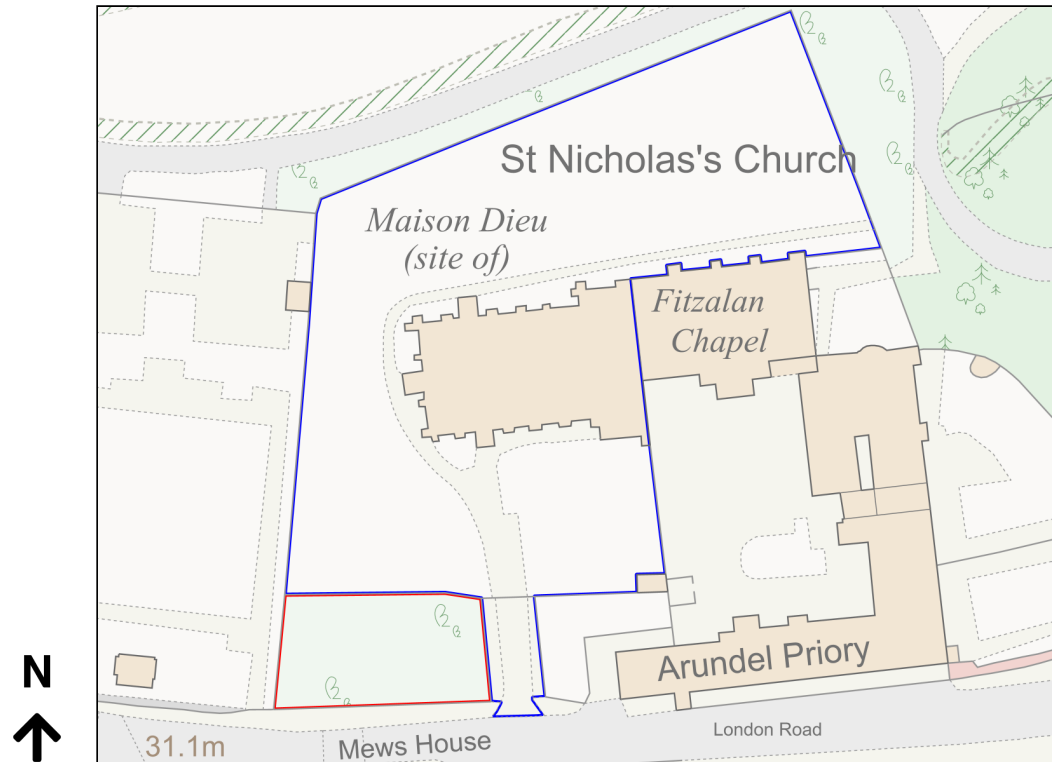 St Nicholas's Church
Maison Dieu
(site of)
Fitzalan
Chapel
Arundel Priory
N
31.1m
Mews House
London Road